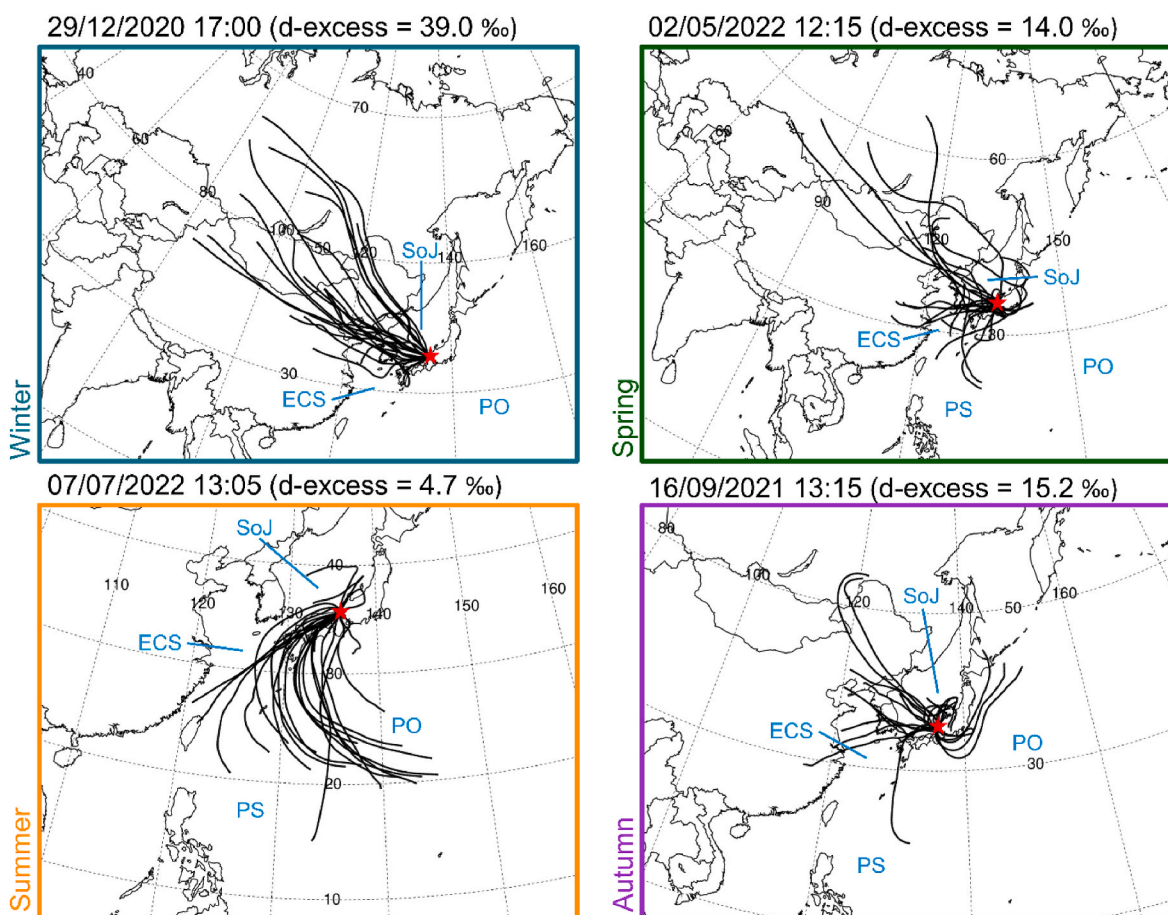 29/12/2020 17:00 (d-excess = 39.0 ‰)
40
60
70
80
100
50
120
SoJ
140
160
30
ECS
PO
Winter
02/05/2022 12:15 (d-excess = 14.0 ‰)
60
60
90
120
150
SoJ
ECS
30
PO
PS
Spring
07/07/2022 13:05 (d-excess = 4.7 ‰)
SoJ
110
40
120
130
140
150
160
ECS
30
PO
20
PS
10
Summer
16/09/2021 13:15 (d-excess = 15.2 ‰)
80
100
120
SoJ
140
50
160
ECS
PO
30
PS
Autumn